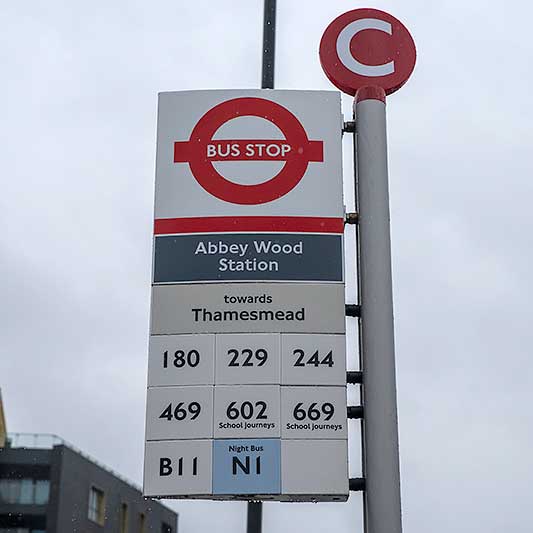 C
BUS STOP
Abbey Wood
Station
towards
Thamesmead
180 229 244
469 602 669
School journeys School journeys
Night Bus
B11 N1